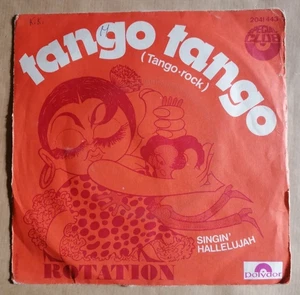 tango tango
(Tango-rock)
SINGIN'
HALLELUJAH
ROTATION
Polydor